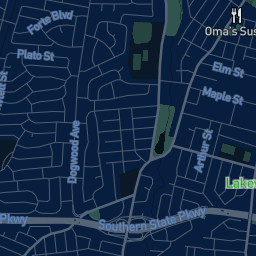 Forte Blvd
Oma's Sus
Plato St
Elm St
Maple St
Dogwood Ave
Arthur St
Lake
Pkwy
Southern State Pkwy